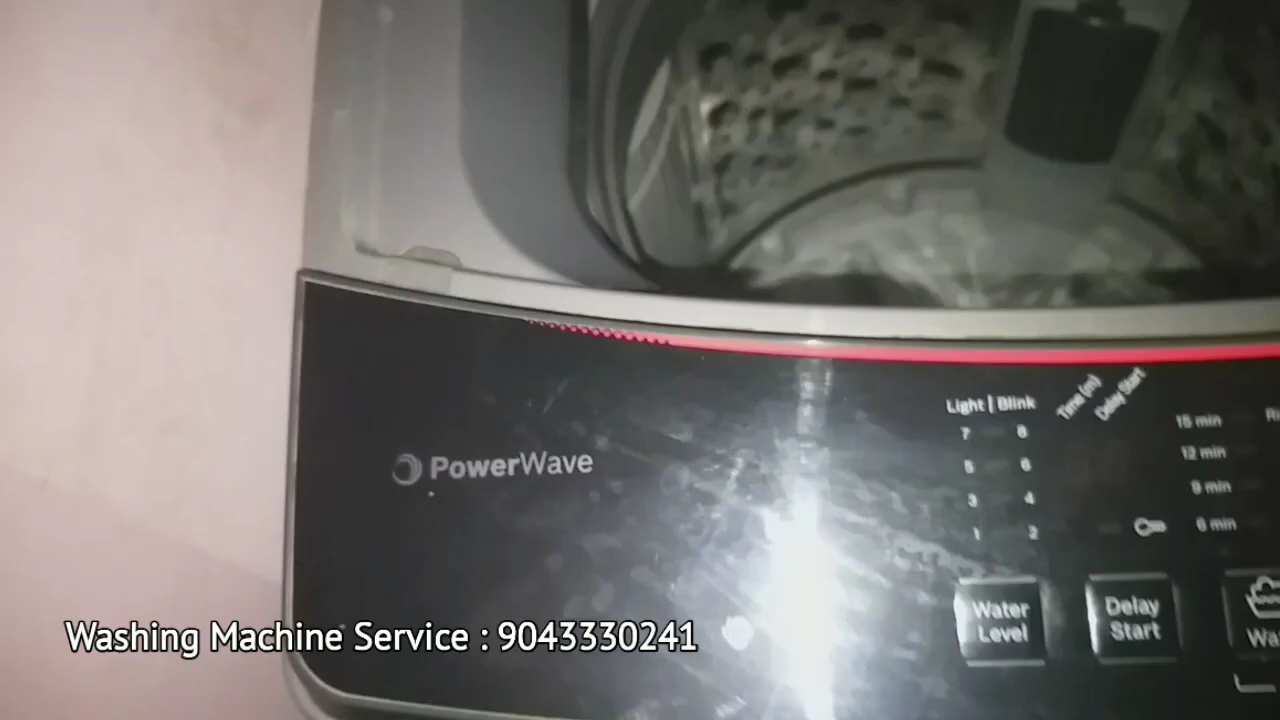 Light | Blink
Time (m)
Delay Start
7 8
5 6
3 4
1 2
15 min
12 min
9 min
6 min
PowerWave
Water
Level
Delay
Start
Washing Machine Service : 9043330241